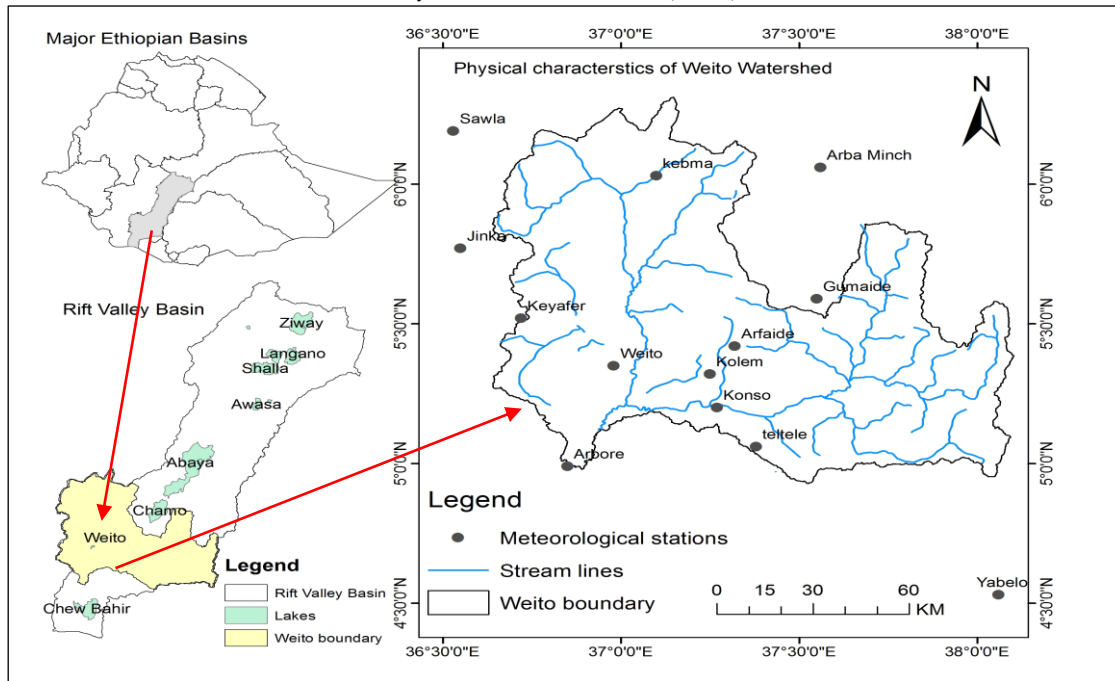 Major Ethiopian Basins
Rift Valley Basin
Ziway
Langano
Shalla
Awasa
Abaya
Chamo
Weito
Chew Bahir
Legend
Rift Valley Basin
Lakes
Weito boundary
36°30'0"E 37°0'0"E 37°30'0"E 38°0'0"E
Physical characterstics of Weito Watershed
N
Sawla
kebma
Arba Minch
Jinka
Gumaide
Keyafer
Arfaide
Weito
Kolem
Konso
teltele
Arbore
Yabelo
Legend
Meteorological stations
Stream lines
Weito boundary
0 15 30 60
KM
6°0'0"N
5°30'0"N
5°0'0"N
4°30'0"N
6°0'0"N
5°30'0"N
5°0'0"N
4°30'0"N
36°30'0"E 37°0'0"E 37°30'0"E 38°0'0"E